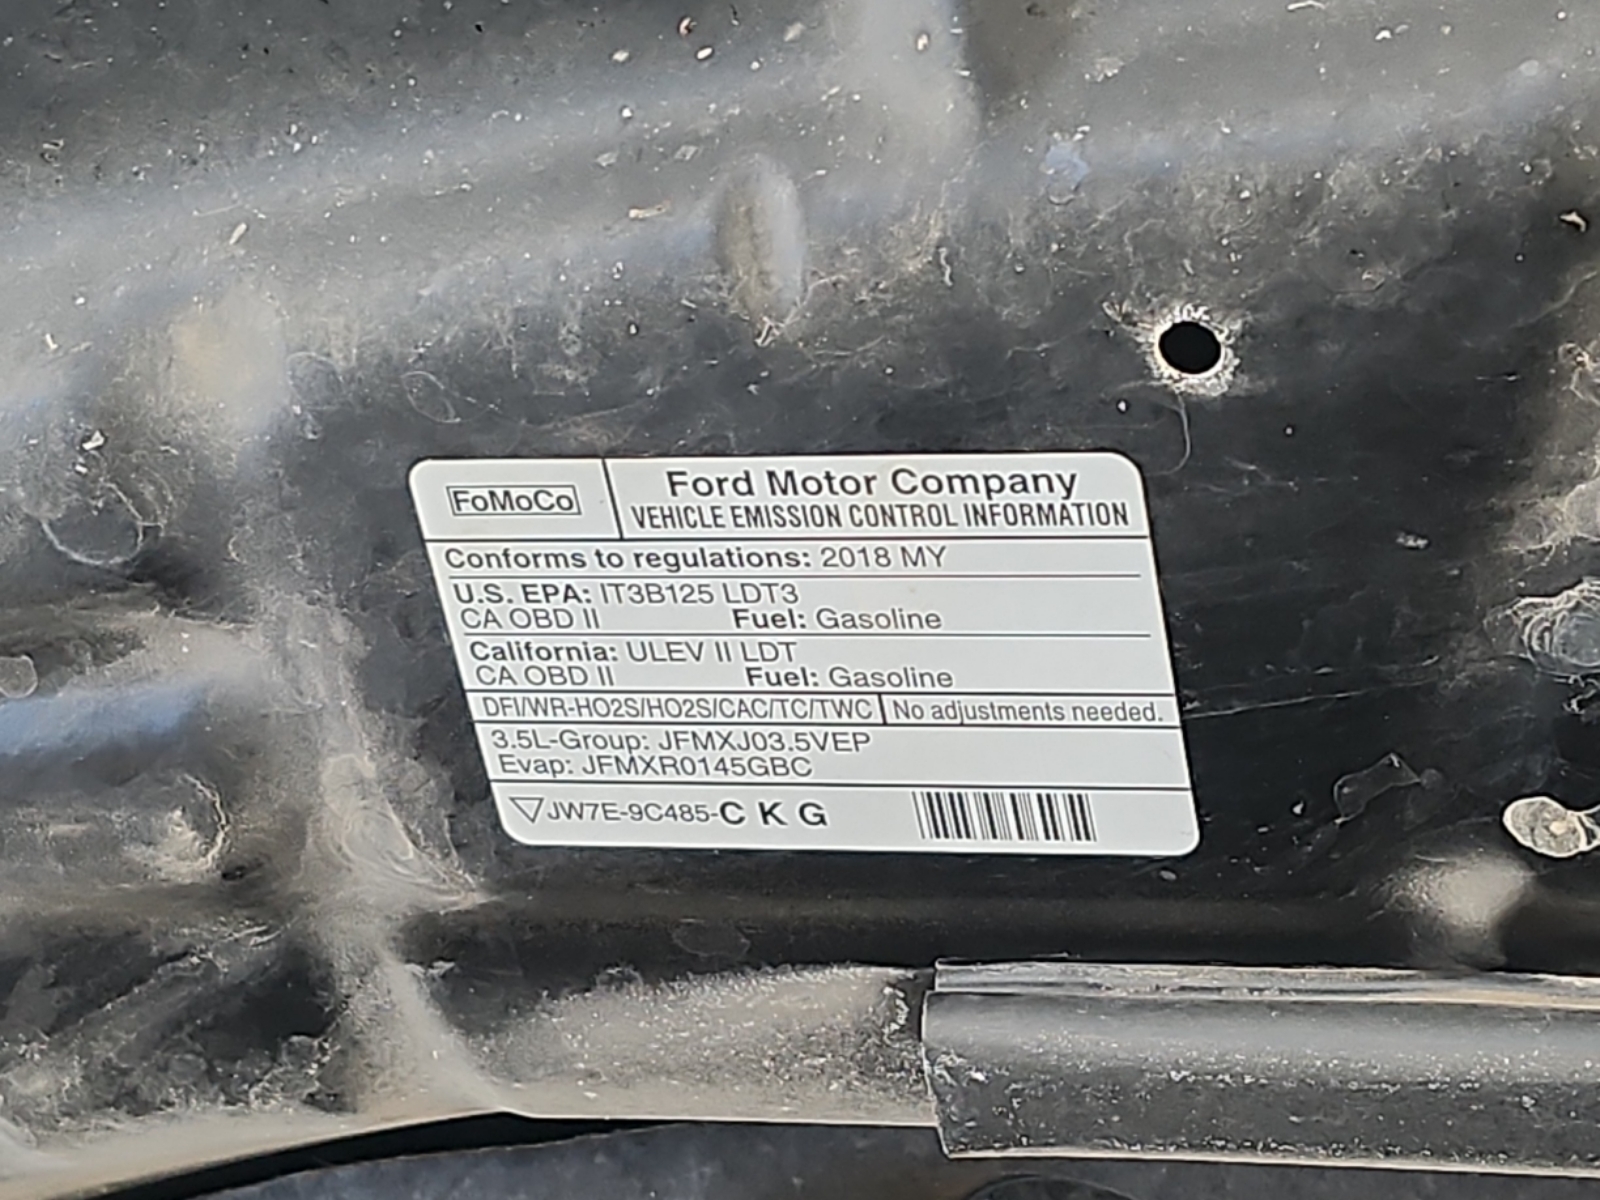 FoMoCo
Ford Motor Company
VEHICLE EMISSION CONTROL INFORMATION
Conforms to regulations: 2018 MY
U.S. EPA: IT3B125 LDT3
CA OBD II Fuel: Gasoline
California: ULEV II LDT
CA OBD II Fuel: Gasoline
DFI/WR-HO2S/HO2S/CAC/TC/TWC No adjustments needed.
3.5L-Group: JFMXJ03.5VEP
Evap: JFMXR0145GBC
JW7E-9C485-C K G